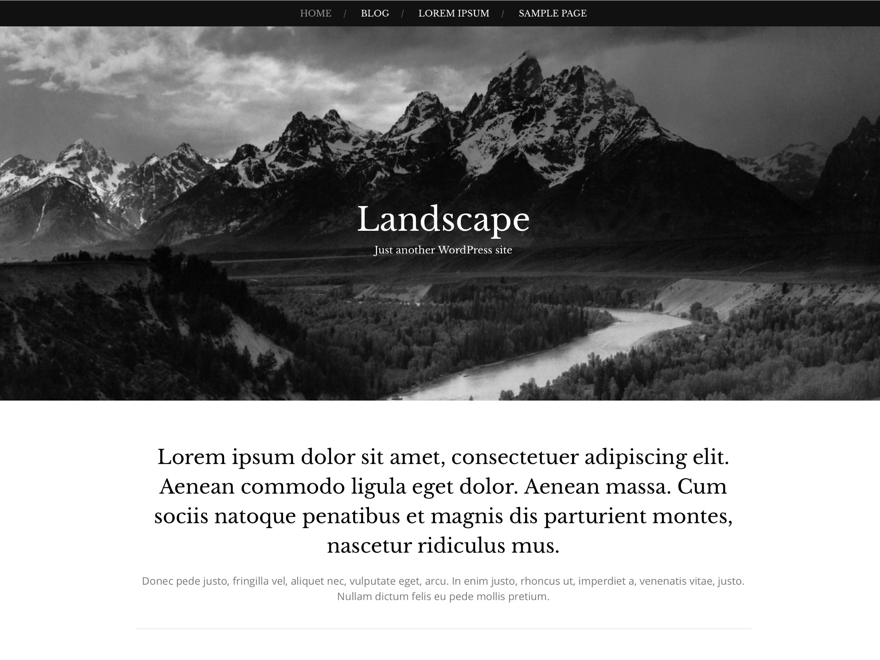 HOME / BLOG / LOREM IPSUM / SAMPLE PAGE
Landscape
Just another WordPress site
Lorem ipsum dolor sit amet, consectetuer adipiscing elit.
Aenean commodo ligula eget dolor. Aenean massa. Cum
sociis natoque penatibus et magnis dis parturient montes,
nascetur ridiculus mus.
Donec pede justo, fringilla vel, aliquet nec, vulputate eget, arcu. In enim justo, rhoncus ut, imperdiet a, venenatis vitae, justo.
Nullam dictum felis eu pede mollis pretium.